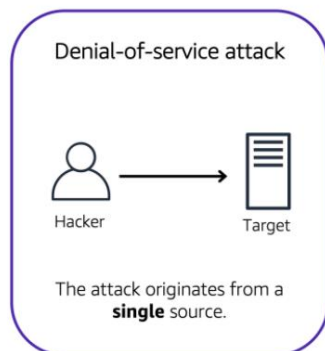 Denial-of-service attack
Hacker
Target
The attack originates from a
single source.